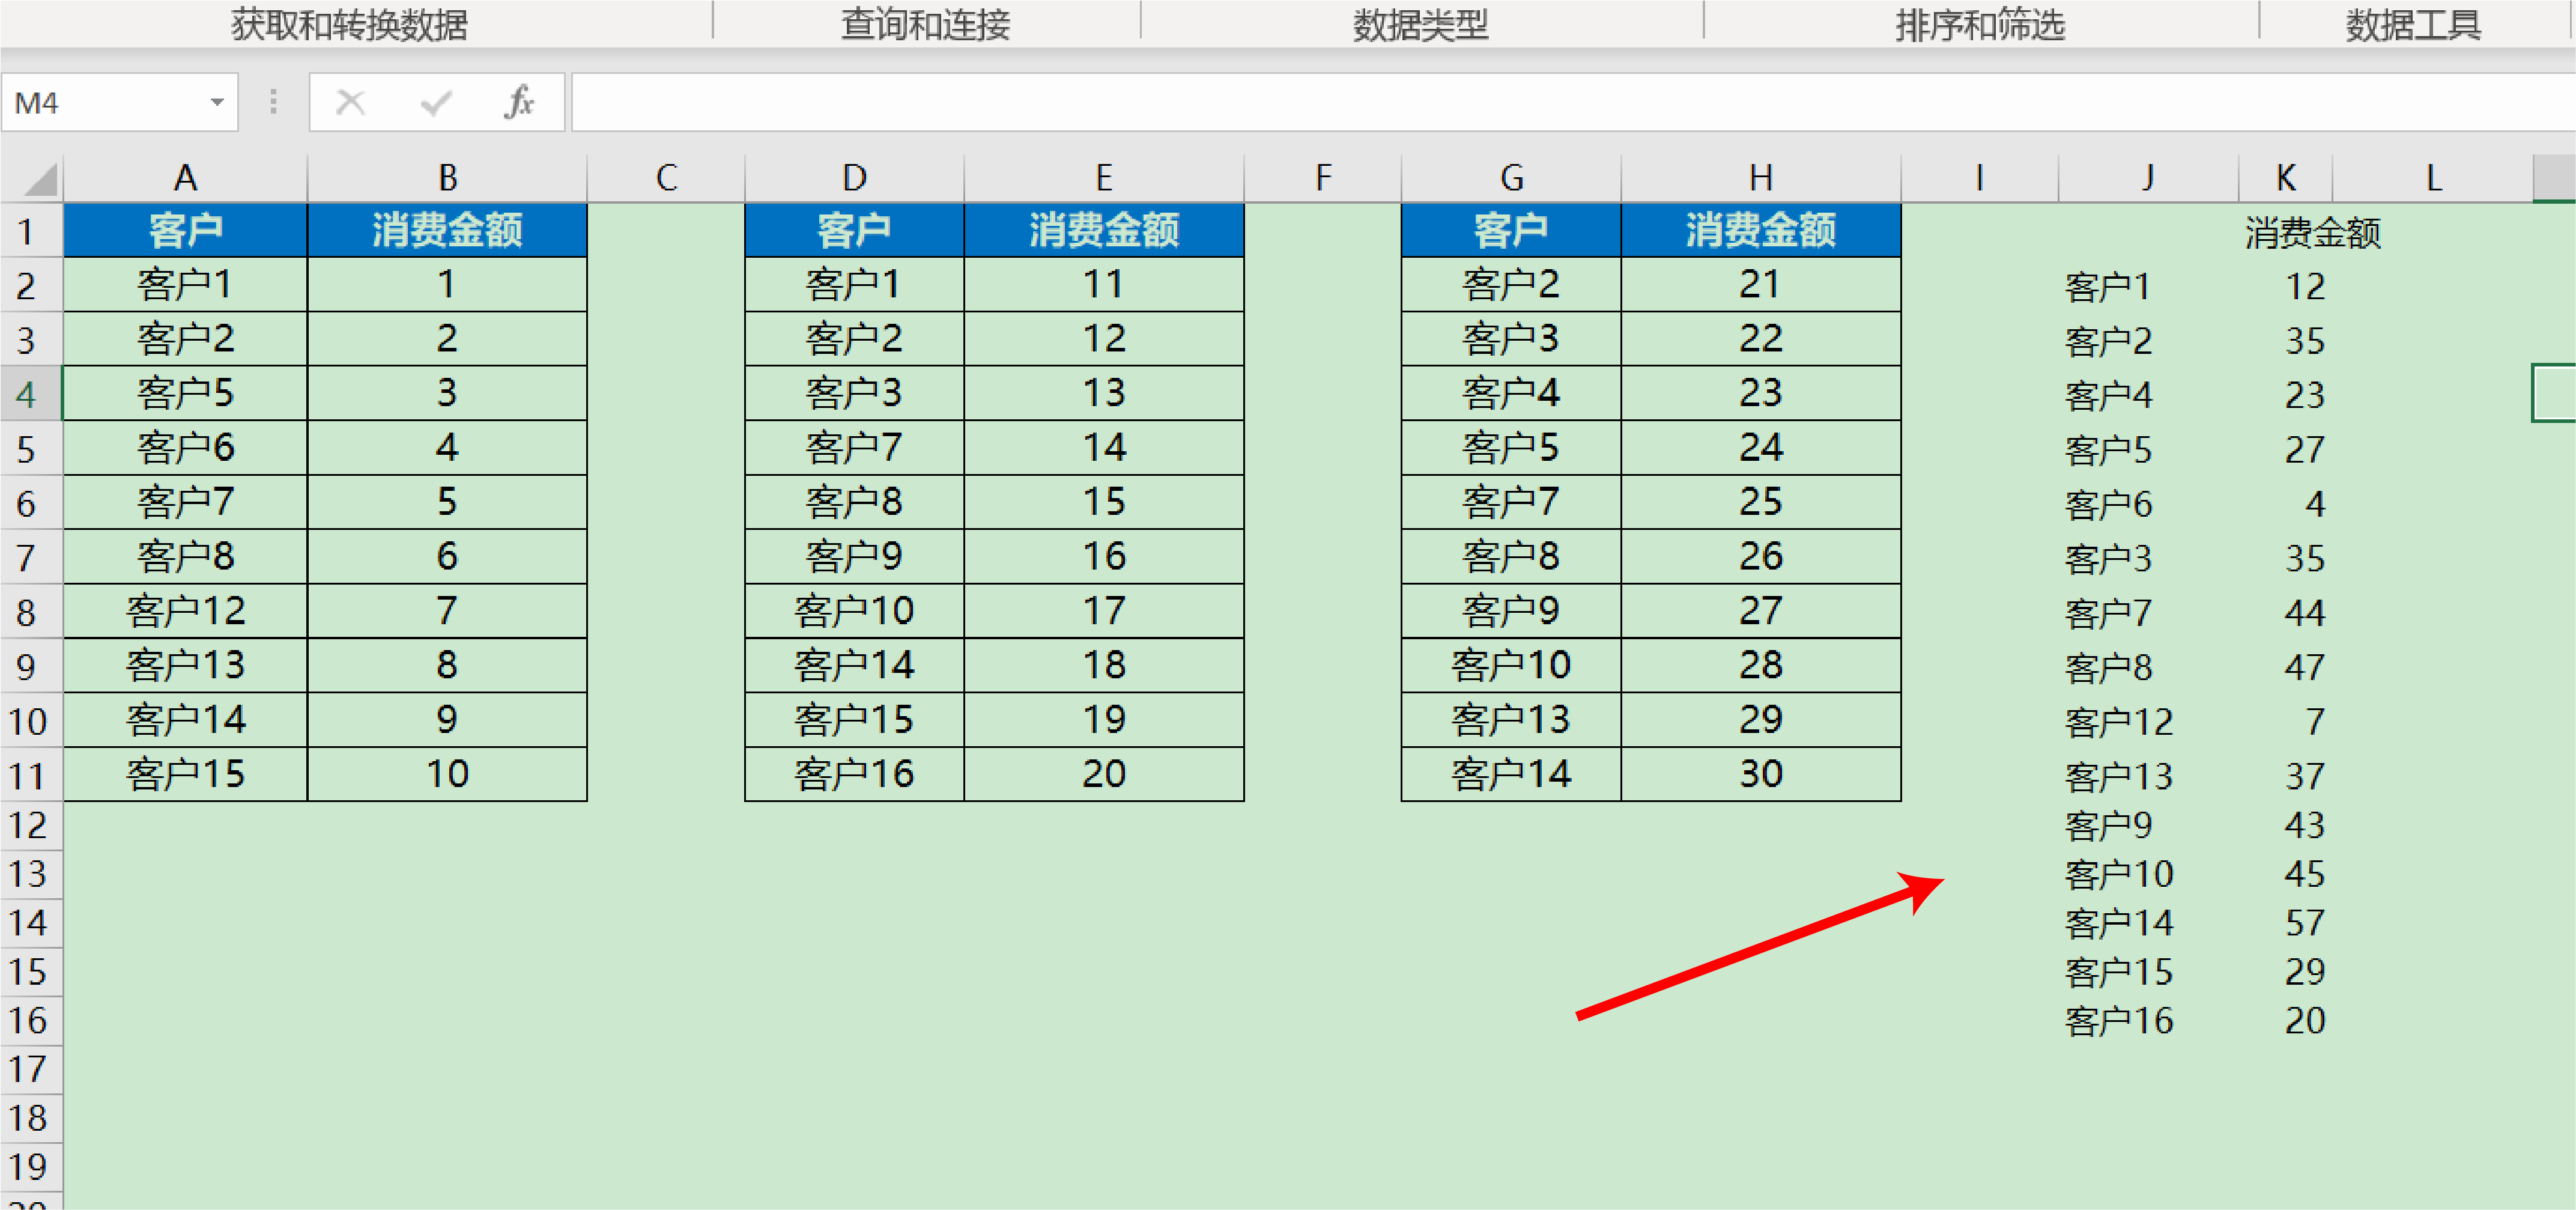 获取和转换数据 查询和连接 数据类型 排序和筛选 数据工具
M4 fx
A B C D E F G H I J K L
1 客户 消费金额 客户 消费金额 客户 消费金额 消费金额
2 客户1 1 客户1 11 客户2 21 客户1 12
3 客户2 2 客户2 12 客户3 22 客户2 35
4 客户5 3 客户3 13 客户4 23 客户4 23
5 客户6 4 客户7 14 客户5 24 客户5 27
6 客户7 5 客户8 15 客户7 25 客户6 4
7 客户8 6 客户9 16 客户8 26 客户3 35
8 客户12 7 客户10 17 客户9 27 客户7 44
9 客户13 8 客户14 18 客户10 28 客户8 47
10 客户14 9 客户15 19 客户13 29 客户12 7
11 客户15 10 客户16 20 客户14 30 客户13 37
12 客户9 43
13 客户10 45
14 客户14 57
15 客户15 29
16 客户16 20
17
18
19